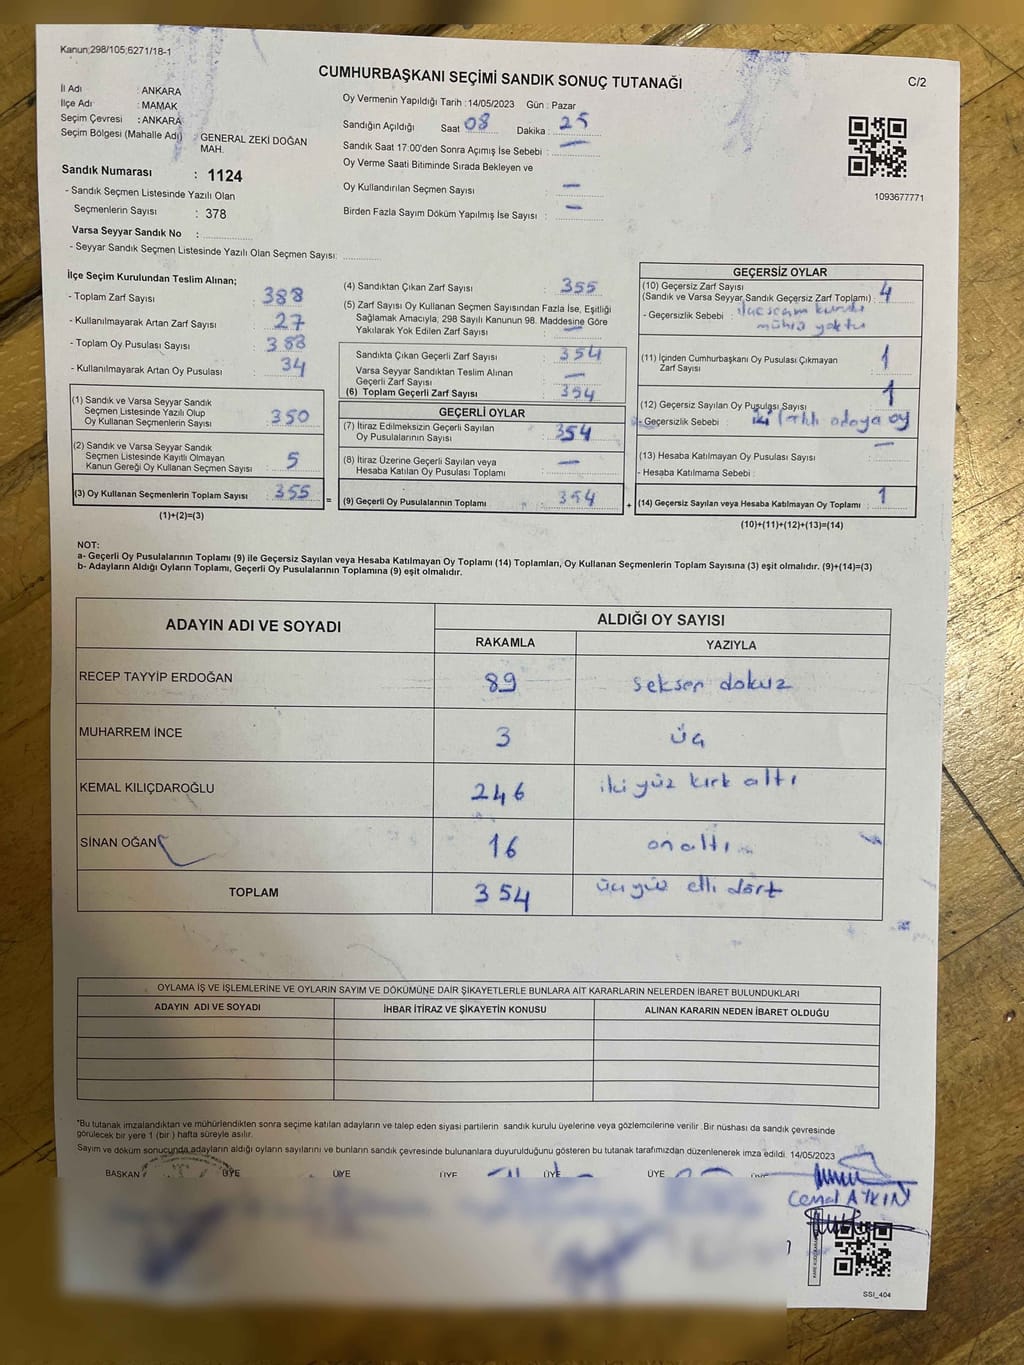 Kanun;298/105;6271/18-1
CUMHURBAŞKANI SEÇİMİ SANDIK SONUÇ TUTANAĞI
C/2
İl Adı : ANKARA
İlçe Adı : MAMAK
Seçim Çevresi : ANKARA
Seçim Bölgesi (Mahalle Adı) : GENERAL ZEKİ DOĞAN
MAH.
Sandık Numarası : 1124
- Sandık Seçmen Listesinde Yazılı Olan
Seçmenlerin Sayısı : 378
Varsa Seyyar Sandık No :
- Seyyar Sandık Seçmen Listesinde Yazılı Olan Seçmen Sayısı:
Oy Vermenin Yapıldığı Tarih :14/05/2023 Gün : Pazar
Sandığın Açıldığı Saat 08 Dakika : 25
Sandık Saat 17:00'den Sonra Açımış İse Sebebi : —
Oy Verme Saati Bitiminde Sırada Bekleyen ve
Oy Kullandırılan Seçmen Sayısı : —
Birden Fazla Sayım Döküm Yapılmış İse Sayısı : —
1093677771
İlçe Seçim Kurulundan Teslim Alınan;
- Toplam Zarf Sayısı : 388
- Kullanılmayarak Artan Zarf Sayısı : 27
- Toplam Oy Pusulası Sayısı : 388
- Kullanılmayarak Artan Oy Pusulası : 34
(1) Sandık ve Varsa Seyyar Sandık
Seçmen Listesinde Yazılı Olup
Oy Kullanan Seçmenlerin Sayısı : 350
(2) Sandık ve Varsa Seyyar Sandık
Seçmen Listesinde Kayıtlı Olmayan
Kanun Gereği Oy Kullanan Seçmen Sayısı : 5
(3) Oy Kullanan Seçmenlerin Toplam Sayısı : 355
(1)+(2)=(3)
=
(4) Sandıktan Çıkan Zarf Sayısı : 355
(5) Zarf Sayısı Oy Kullanan Seçmen Sayısından Fazla İse, Eşitliği
Sağlamak Amacıyla, 298 Sayılı Kanunun 98. Maddesine Göre
Yakılarak Yok Edilen Zarf Sayısı : —
Sandıkta Çıkan Geçerli Zarf Sayısı : 354
Varsa Seyyar Sandıktan Teslim Alınan
Geçerli Zarf Sayısı : —
(6) Toplam Geçerli Zarf Sayısı : 354
GEÇERLİ OYLAR
(7) İtiraz Edilmeksizin Geçerli Sayılan
Oy Pusulalarının Sayısı : 354
(8) İtiraz Üzerine Geçerli Sayılan veya
Hesaba Katılan Oy Pusulası Toplamı : —
(9) Geçerli Oy Pusulalarının Toplamı : 354
+
GEÇERSİZ OYLAR
(10) Geçersiz Zarf Sayısı
(Sandık ve Varsa Seyyar Sandık Geçersiz Zarf Toplamı) : 4
- Geçersizlik Sebebi : ilçe seçim kurulu
mührü yoktu
(11) İçinden Cumhurbaşkanı Oy Pusulası Çıkmayan
Zarf Sayısı : 1
(12) Geçersiz Sayılan Oy Pusulası Sayısı : 1
- Geçersizlik Sebebi : iki adaya oy
(13) Hesaba Katılmayan Oy Pusulası Sayısı : —
- Hesaba Katılmama Sebebi :
(14) Geçersiz Sayılan veya Hesaba Katılmayan Oy Toplamı : 1
(10)+(11)+(12)+(13)=(14)
NOT:
a- Geçerli Oy Pusulalarının Toplamı (9) ile Geçersiz Sayılan veya Hesaba Katılmayan Oy Toplamı (14) Toplamları, Oy Kullanan Seçmenlerin Toplam Sayısına (3) eşit olmalıdır. (9)+(14)=(3)
b- Adayların Aldığı Oyların Toplamı, Geçerli Oy Pusulalarının Toplamına (9) eşit olmalıdır.
ADAYIN ADI VE SOYADI ALDIĞI OY SAYISI
RAKAMLA YAZIYLA
RECEP TAYYİP ERDOĞAN 89 seksen dokuz
MUHARREM İNCE 3 üç
KEMAL KILIÇDAROĞLU 246 iki yüz kırk altı
SİNAN OĞAN 16 on altı
TOPLAM 354 üç yüz elli dört
OYLAMA İŞ VE İŞLEMLERİNE VE OYLARIN SAYIM VE DÖKÜMÜNE DAİR ŞİKAYETLERLE BUNLARA AİT KARARLARIN NELERDEN İBARET BULUNDUKLARI
ADAYIN ADI VE SOYADI İHBAR İTİRAZ VE ŞİKAYETİN KONUSU ALINAN KARARIN NEDEN İBARET OLDUĞU
"Bu tutanak imzalandıktan ve mühürlendikten sonra seçime katılan adayların ve talep eden siyasi partilerin sandık kurulu üyelerine veya gözlemcilerine verilir .Bir nüshası da sandık çevresinde
görülecek bir yere 1 (bir ) hafta süreyle asılır.
Sayım ve döküm sonucunda adayların aldığı oyların sayılarını ve bunların sandık çevresinde bulunanlara duyurulduğunu gösteren bu tutanak tarafımızdan düzenlenerek imza edildi. 14/05/2023
BAŞKAN ÜYE ÜYE ÜYE ÜYE ÜYE ÜYE
Cemal ATKIN
SSI_404